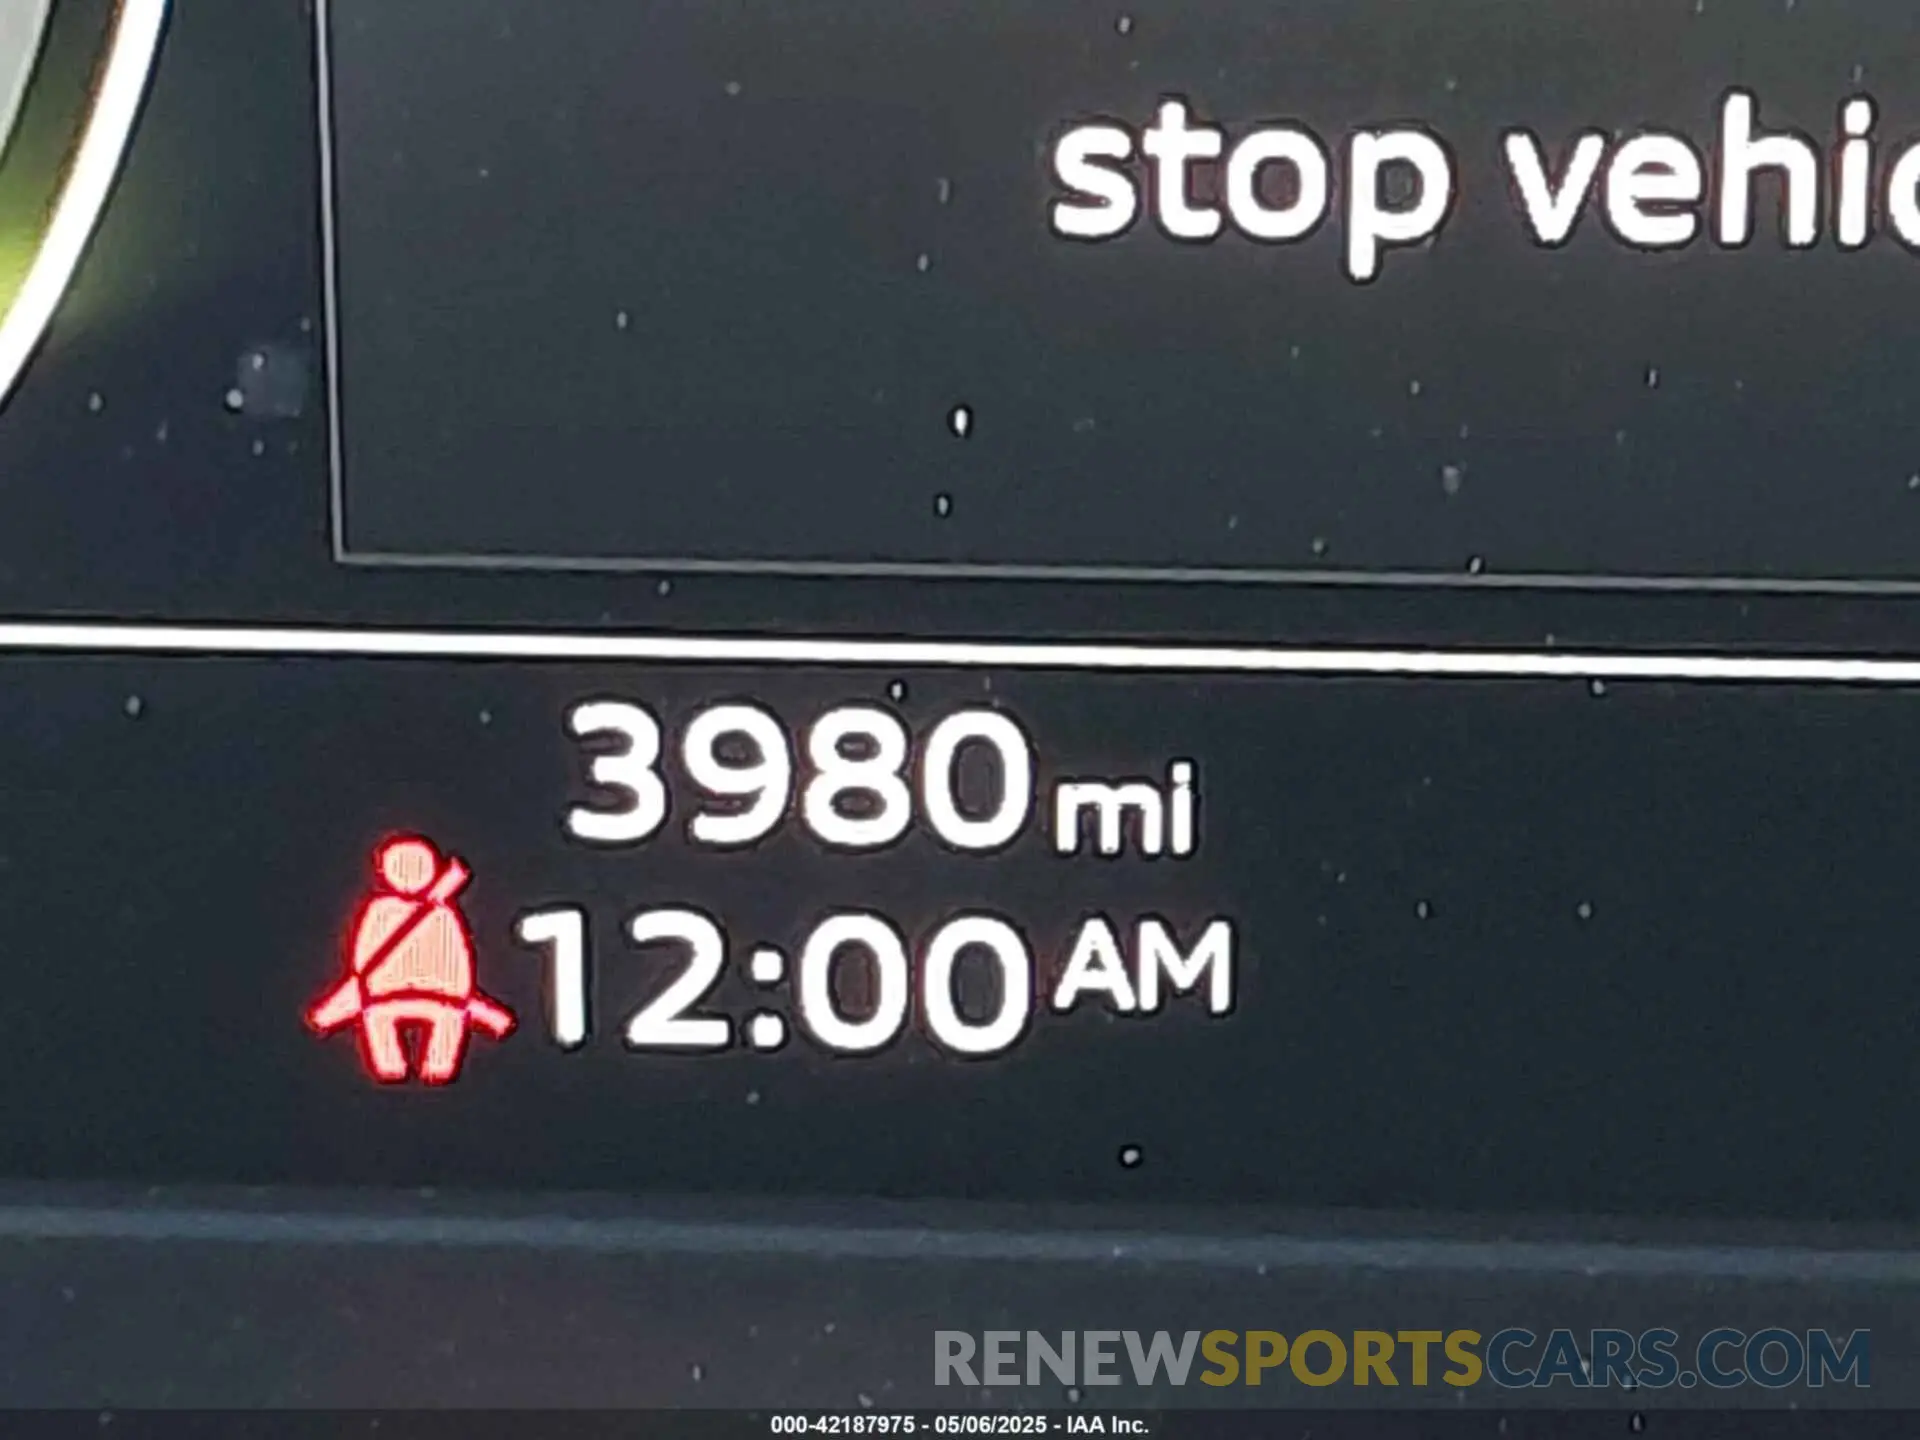 stop vehic
3980 mi
12:00 AM
RENEWSPORTSCARS.COM
000-42187975 - 05/06/2025 - IAA Inc.